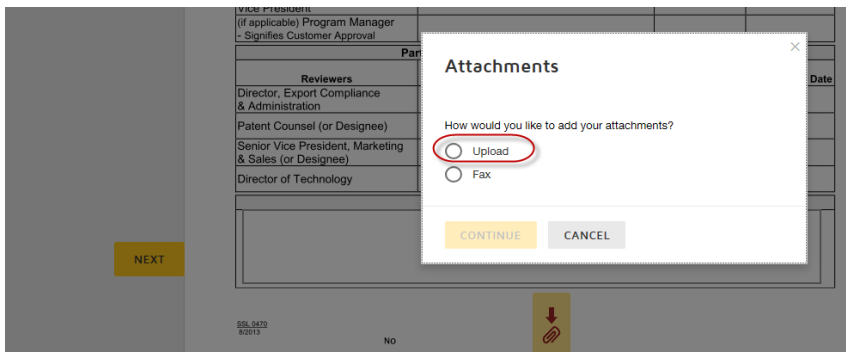 Vice President
(if applicable) Program Manager
- Signifies Customer Approval
Par
Reviewers
Date
Director, Export Compliance
& Administration
Patent Counsel (or Designee)
Senior Vice President, Marketing
& Sales (or Designee)
Director of Technology
Attachments
How would you like to add your attachments?
Upload
Fax
CONTINUE
CANCEL
NEXT
SSL 0470
8/2013
No